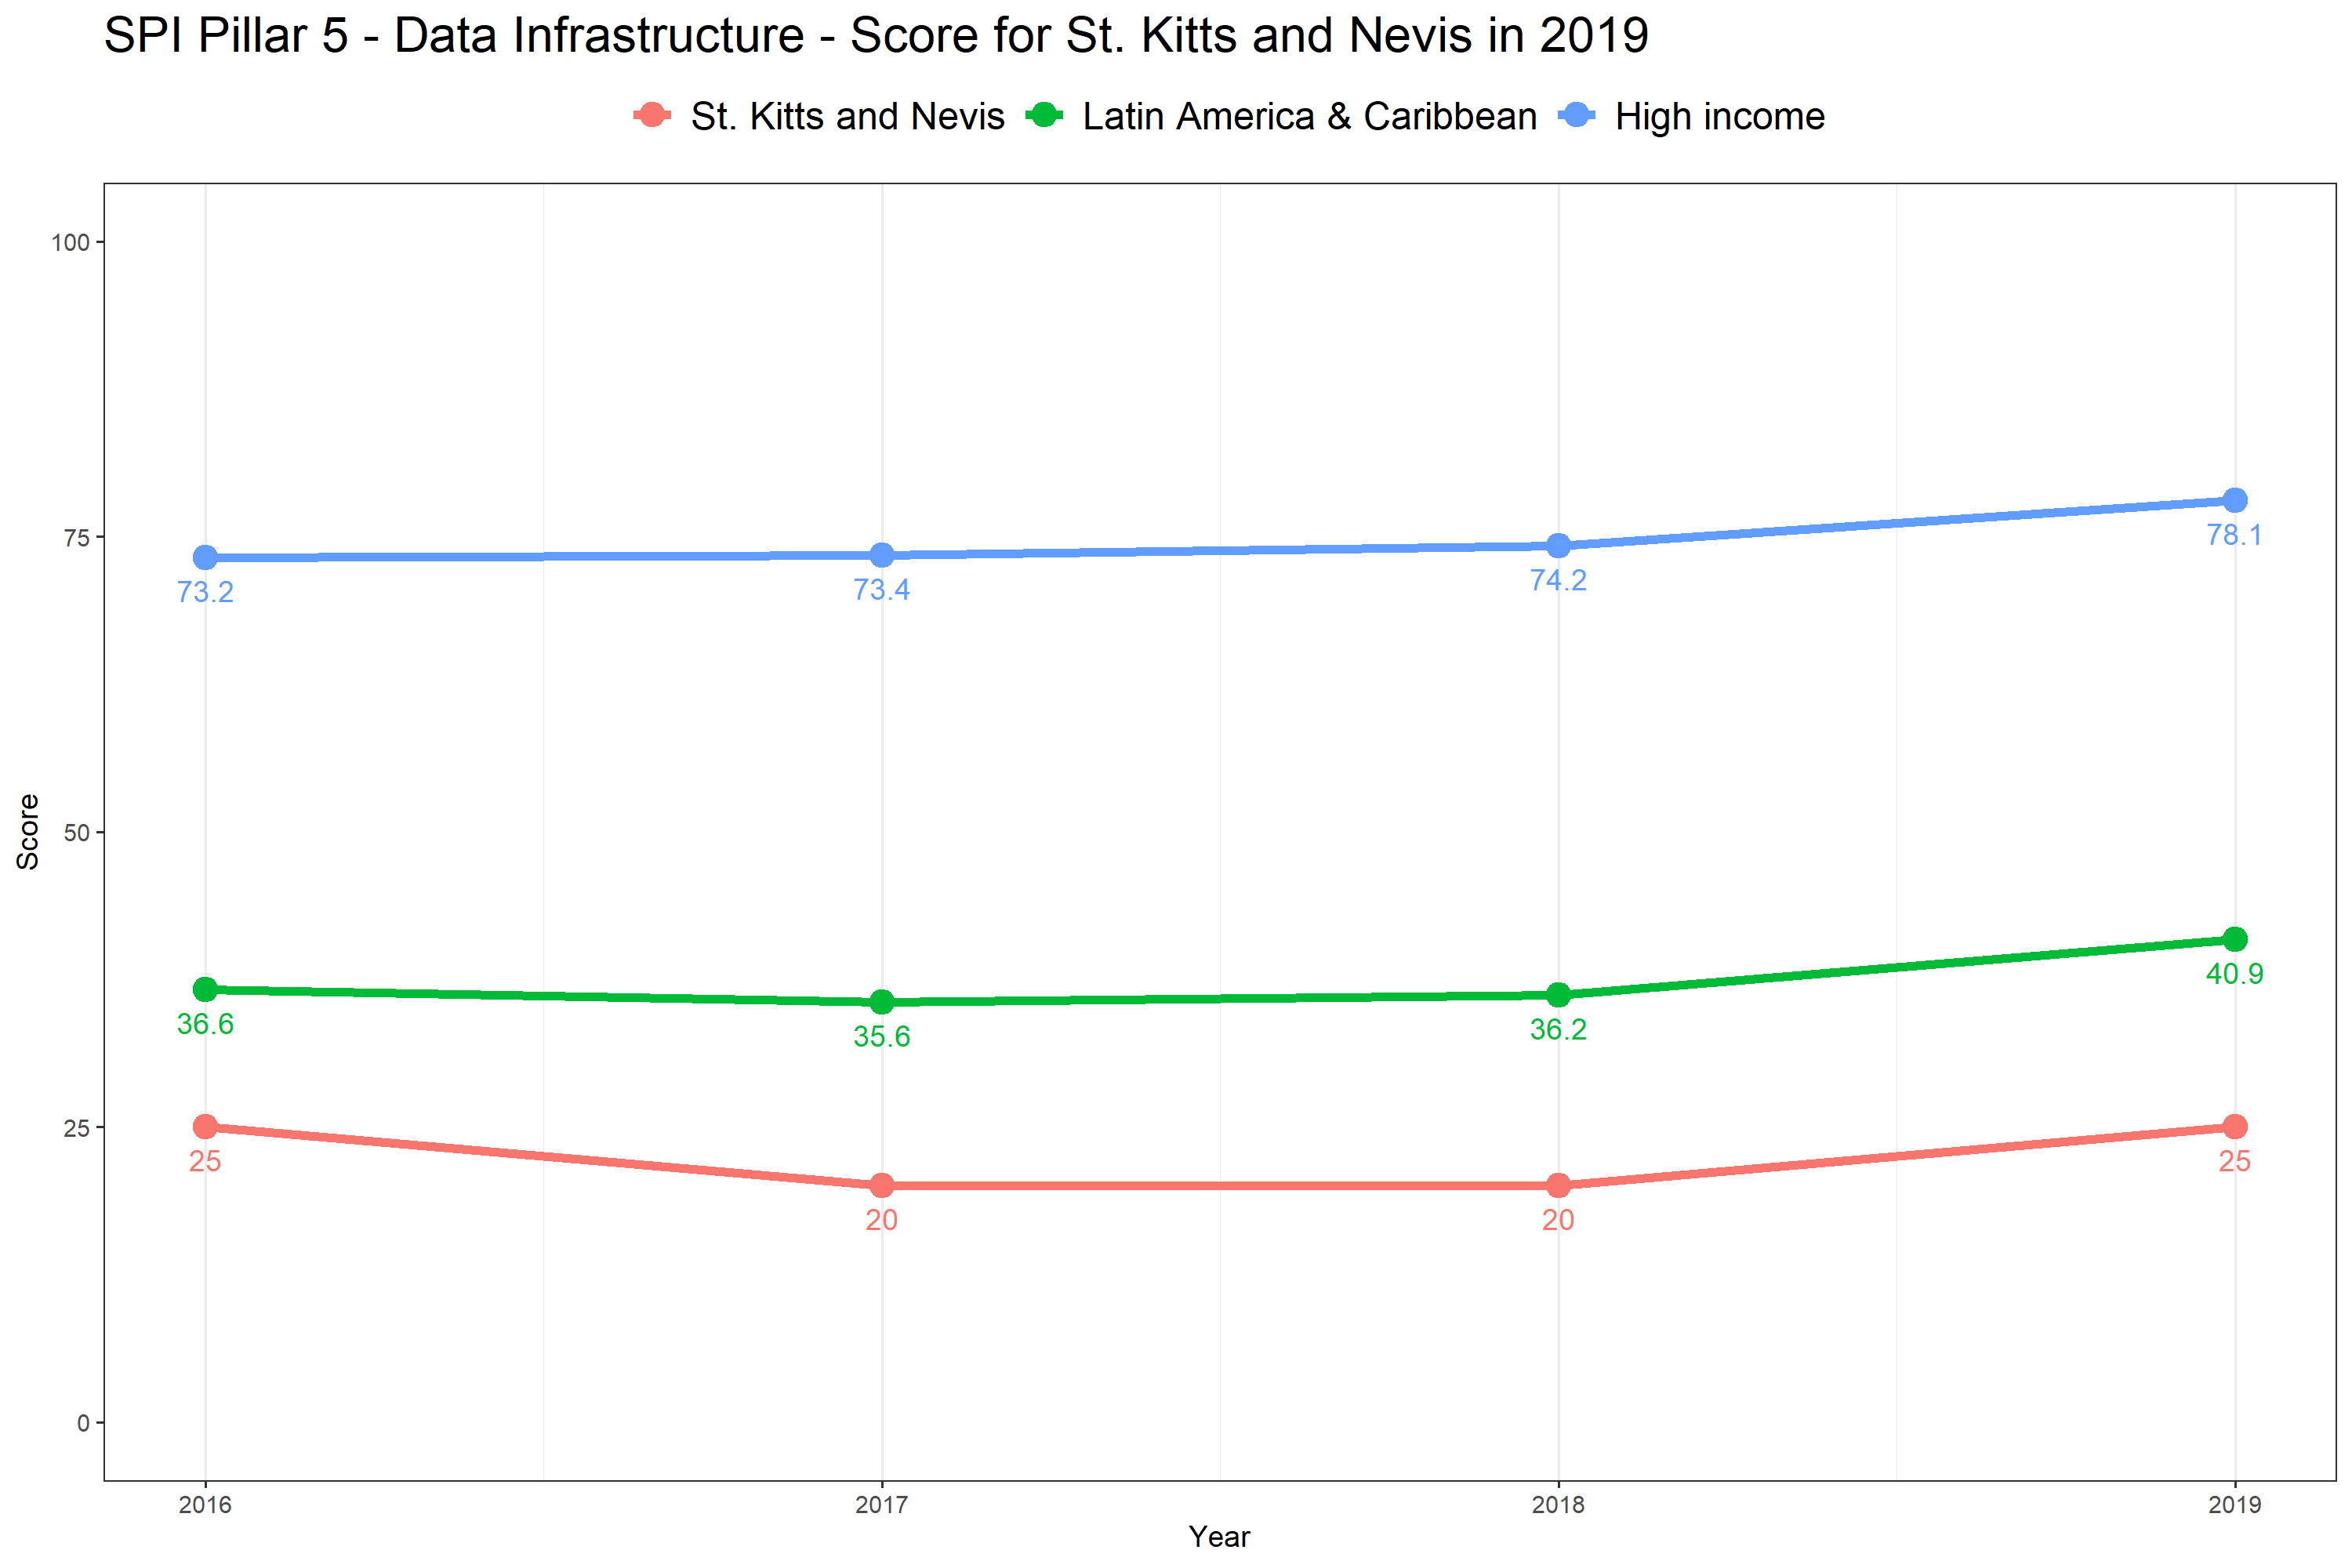 SPI Pillar 5 - Data Infrastructure - Score for St. Kitts and Nevis in 2019
St. Kitts and Nevis Latin America & Caribbean High income
100
75
50
25
0
Score
73.2 73.4 74.2 78.1
36.6 35.6 36.2 40.9
25 20 20 25
2016 2017 2018 2019
Year